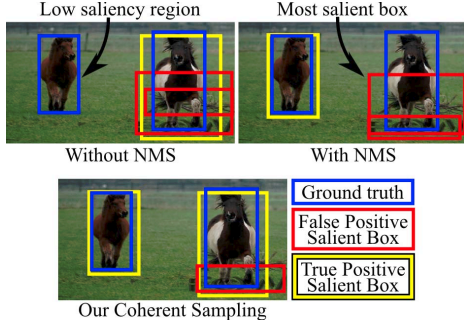 Low saliency region
Most salient box
Without NMS
With NMS
Ground truth
False Positive
Salient Box
True Positive
Salient Box
Our Coherent Sampling